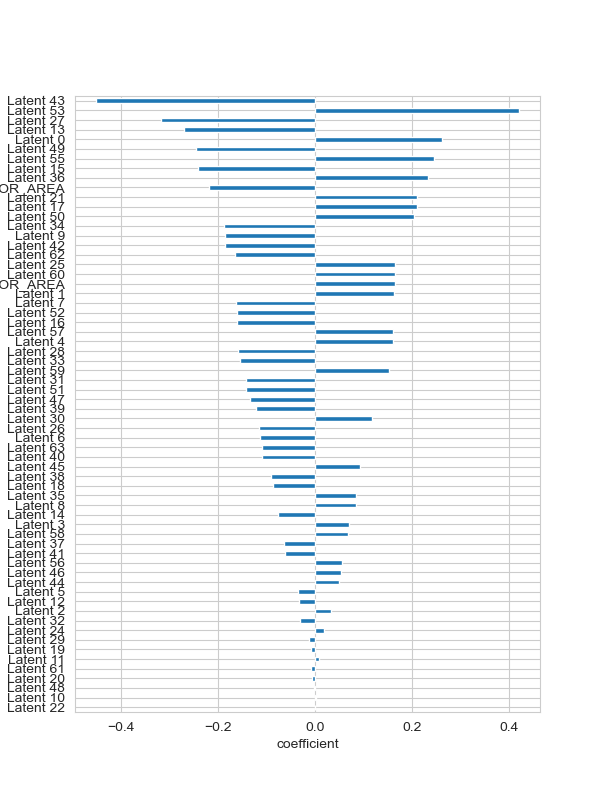 Latent 43
Latent 53
Latent 27
Latent 13
Latent 0
Latent 49
Latent 55
Latent 15
Latent 36
OR_AREA
Latent 21
Latent 17
Latent 50
Latent 34
Latent 9
Latent 42
Latent 62
Latent 25
Latent 60
OR_AREA
Latent 1
Latent 7
Latent 52
Latent 16
Latent 57
Latent 4
Latent 28
Latent 33
Latent 59
Latent 31
Latent 51
Latent 47
Latent 39
Latent 30
Latent 26
Latent 6
Latent 63
Latent 40
Latent 45
Latent 38
Latent 18
Latent 35
Latent 8
Latent 14
Latent 3
Latent 58
Latent 37
Latent 41
Latent 56
Latent 46
Latent 44
Latent 5
Latent 12
Latent 2
Latent 32
Latent 24
Latent 29
Latent 19
Latent 11
Latent 61
Latent 20
Latent 48
Latent 10
Latent 22
−0.4 −0.2 0.0 0.2 0.4
coefficient